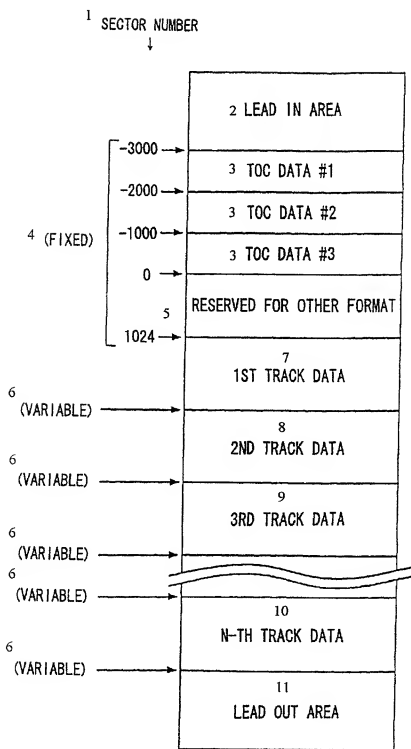 1 SECTOR NUMBER
2 LEAD IN AREA
-3000
3 TOC DATA #1
-2000
3 TOC DATA #2
-1000
4 (FIXED)
3 TOC DATA #3
0
5 RESERVED FOR OTHER FORMAT
1024
7
1ST TRACK DATA
6
(VARIABLE)
8
2ND TRACK DATA
6
(VARIABLE)
9
3RD TRACK DATA
6
(VARIABLE)
6
(VARIABLE)
10
N-TH TRACK DATA
6
(VARIABLE)
11
LEAD OUT AREA